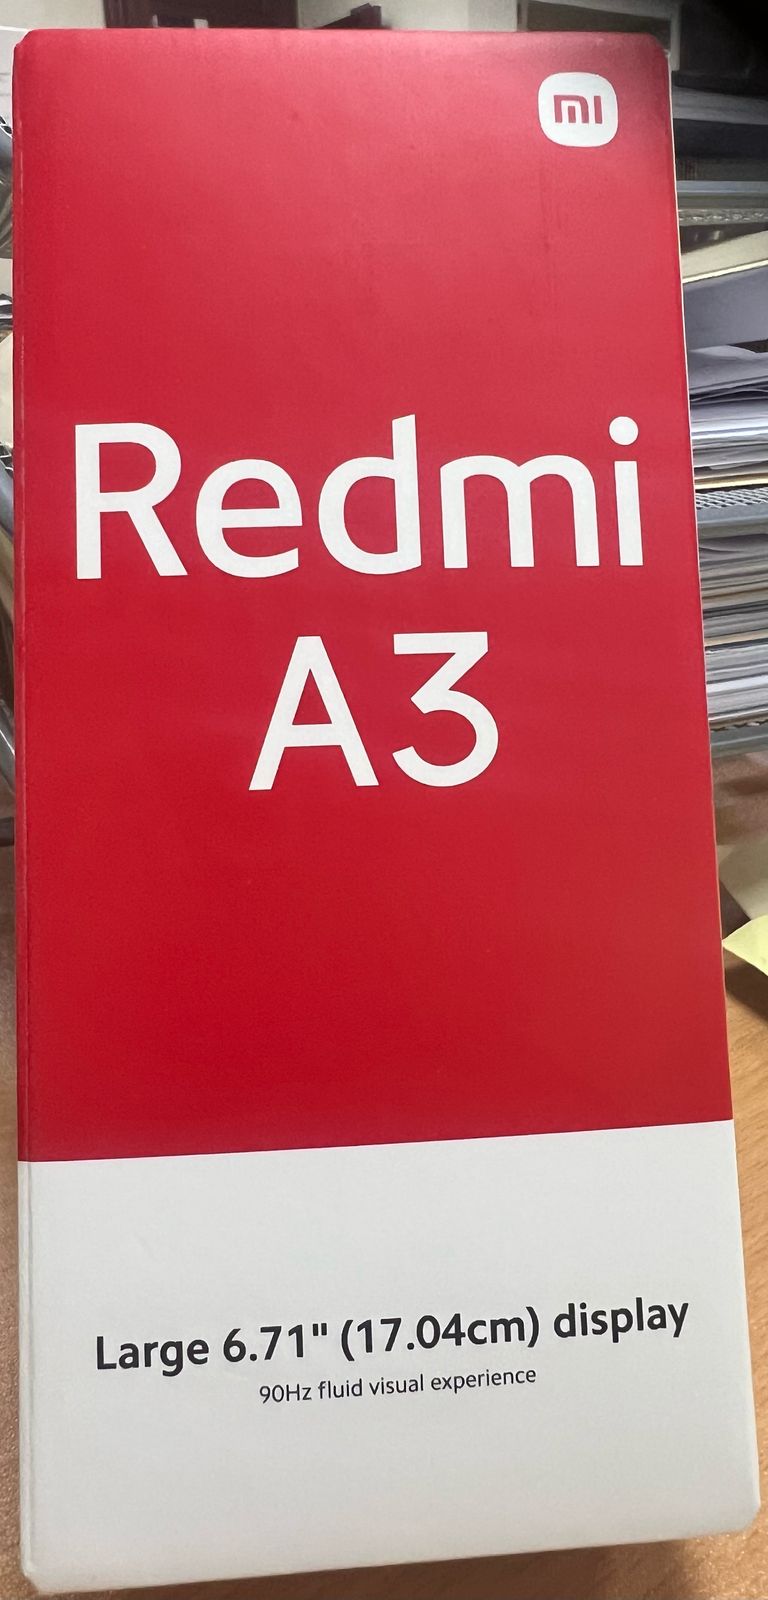 mi
Redmi
A3
Large 6.71" (17.04cm) display
90Hz fluid visual experience